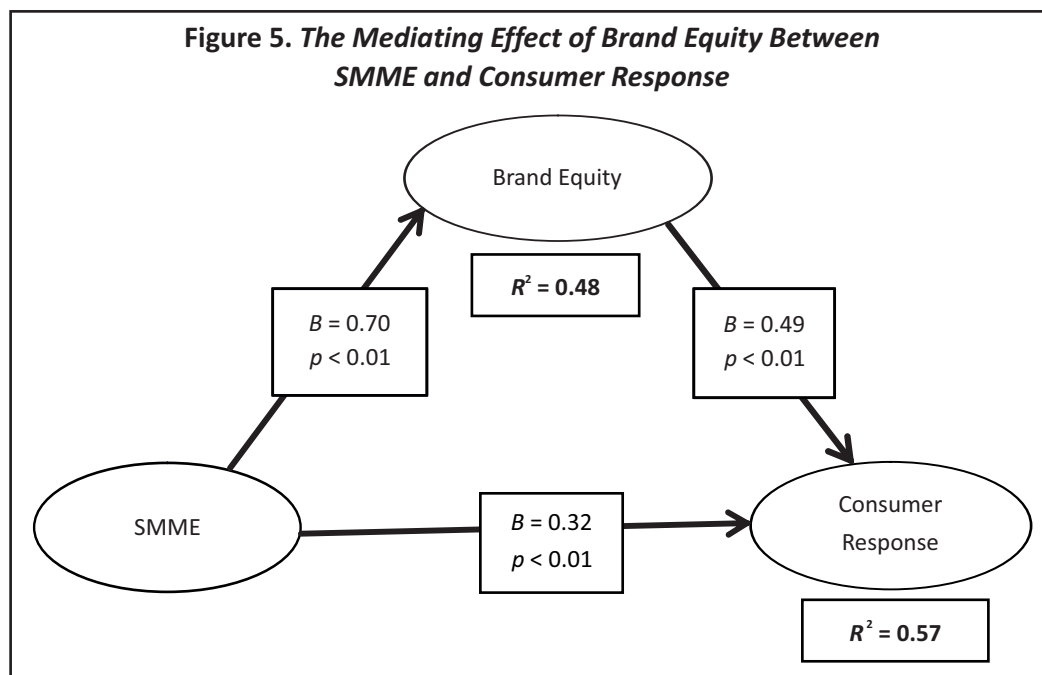 Figure 5. The Mediating Effect of Brand Equity Between
SMME and Consumer Response
Brand Equity
R² = 0.48
B = 0.70
p < 0.01
B = 0.49
p < 0.01
SMME
B = 0.32
p < 0.01
Consumer
Response
R² = 0.57